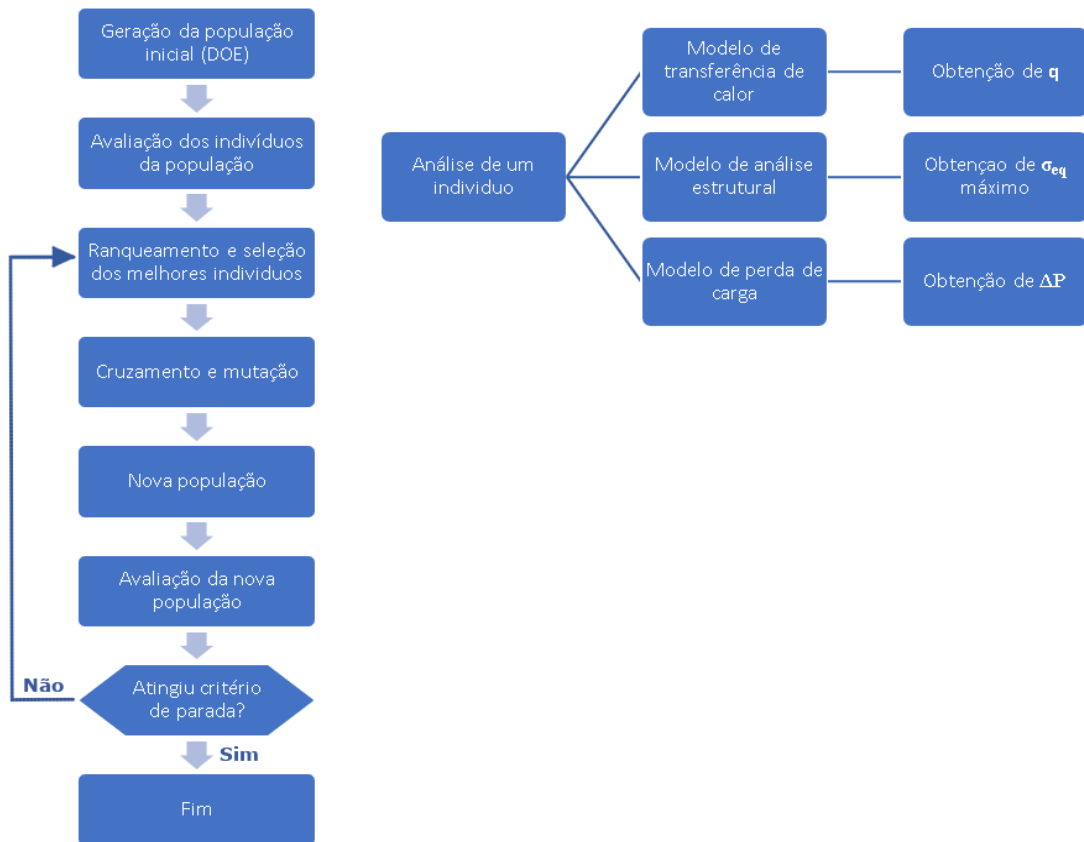 Geração da população
inicial (DOE)
Avaliação dos indivíduos
da população
Ranqueamento e seleção
dos melhores individuos
Cruzamento e mutação
Nova população
Avaliação da nova
população
Não
Atingiu critério
de parada?
Sim
Fim
Análise de um
individuo
Modelo de
transferência de
calor
Obtenção de q
Modelo de análise
estrutural
Obtençao de σeq
máximo
Modelo de perda de
carga
Obtenção de ΔP